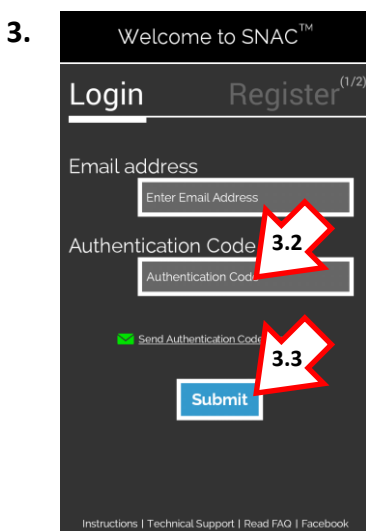 3.
Welcome to SNAC™
Login Register (1/2)
Email address
Enter Email Address
Authentication Code
3.2
Authentication Code
Send Authentication Code
3.3
Submit
Instructions | Technical Support | Read FAQ | Facebook